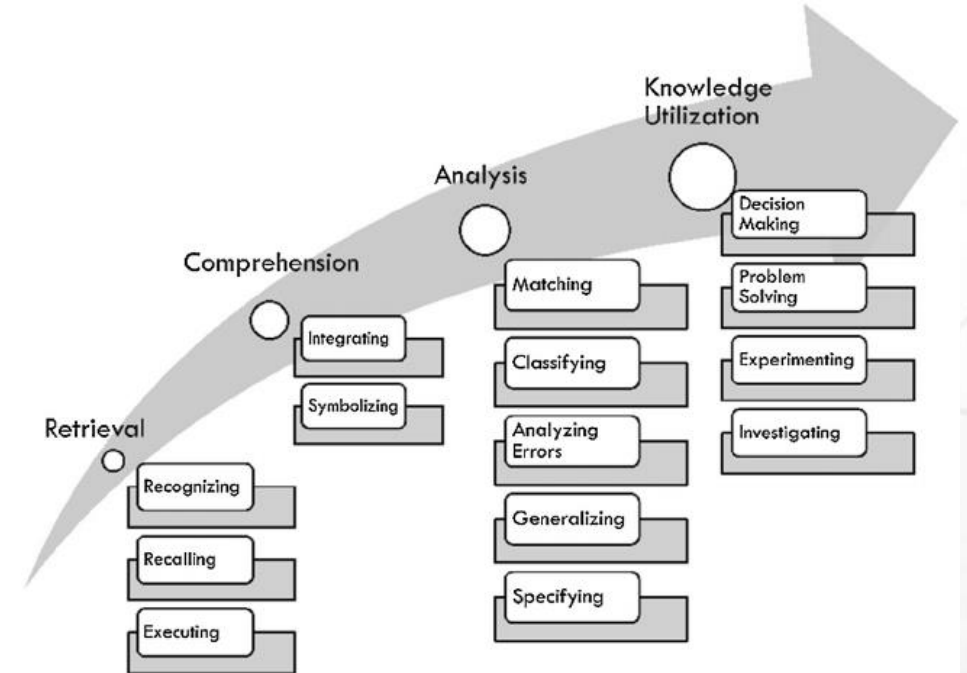 Retrieval
Recognizing
Recalling
Executing
Comprehension
Integrating
Symbolizing
Analysis
Matching
Classifying
Analyzing
Errors
Generalizing
Specifying
Knowledge
Utilization
Decision
Making
Problem
Solving
Experimenting
Investigating